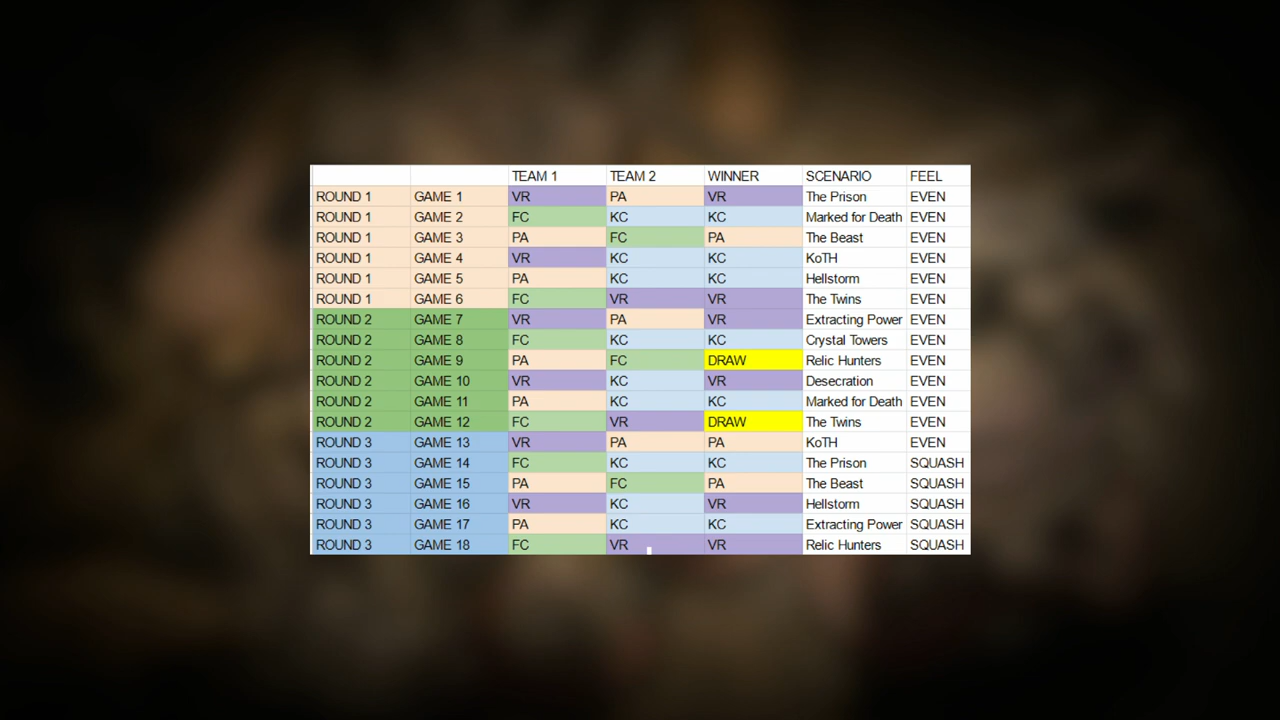 TEAM 1 TEAM 2 WINNER SCENARIO FEEL
ROUND 1 GAME 1 VR PA VR The Prison EVEN
ROUND 1 GAME 2 FC KC KC Marked for Death EVEN
ROUND 1 GAME 3 PA FC PA The Beast EVEN
ROUND 1 GAME 4 VR KC KC KoTH EVEN
ROUND 1 GAME 5 PA KC KC Hellstorm EVEN
ROUND 1 GAME 6 FC VR VR The Twins EVEN
ROUND 2 GAME 7 VR PA VR Extracting Power EVEN
ROUND 2 GAME 8 FC KC KC Crystal Towers EVEN
ROUND 2 GAME 9 PA FC DRAW Relic Hunters EVEN
ROUND 2 GAME 10 VR KC VR Desecration EVEN
ROUND 2 GAME 11 PA KC KC Marked for Death EVEN
ROUND 2 GAME 12 FC VR DRAW The Twins EVEN
ROUND 3 GAME 13 VR PA PA KoTH EVEN
ROUND 3 GAME 14 FC KC KC The Prison SQUASH
ROUND 3 GAME 15 PA FC PA The Beast SQUASH
ROUND 3 GAME 16 VR KC VR Hellstorm SQUASH
ROUND 3 GAME 17 PA KC KC Extracting Power SQUASH
ROUND 3 GAME 18 FC VR VR Relic Hunters SQUASH